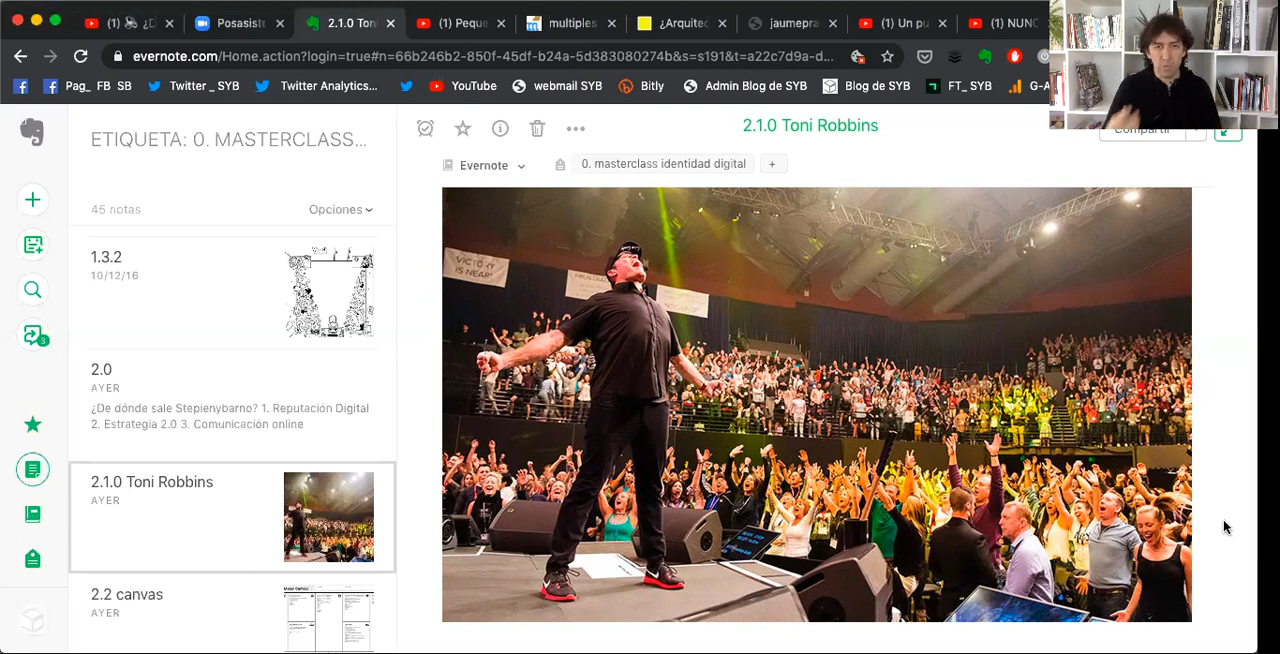 (1)
Posasiste
2.1.0 Toni
(1) Peque
multiples
¿Arquitec
jaumepra
(1) Un pu
(1) NUNC
evernote.com/Home.action?login=true#n=66b246b2-850f-45df-b24a-5d383080274b&s=s191&t=a22c7d9a-d...
Pag_ FB SB
Twitter _ SYB
Twitter Analytics...
YouTube
webmail SYB
Bitly
Admin Blog de SYB
Blog de SYB
FT_ SYB
G-A
ETIQUETA: 0. MASTERCLASS...
2.1.0 Toni Robbins
Compartir
Evernote
0. masterclass identidad digital
+
45 notas
Opciones
1.3.2
10/12/16
2.0
AYER
¿De dónde sale Stepienybarno? 1. Reputación Digital
2. Estrategia 2.0 3. Comunicación online
2.1.0 Toni Robbins
AYER
2.2 canvas
AYER
3
VICTORY
IS NEAR!